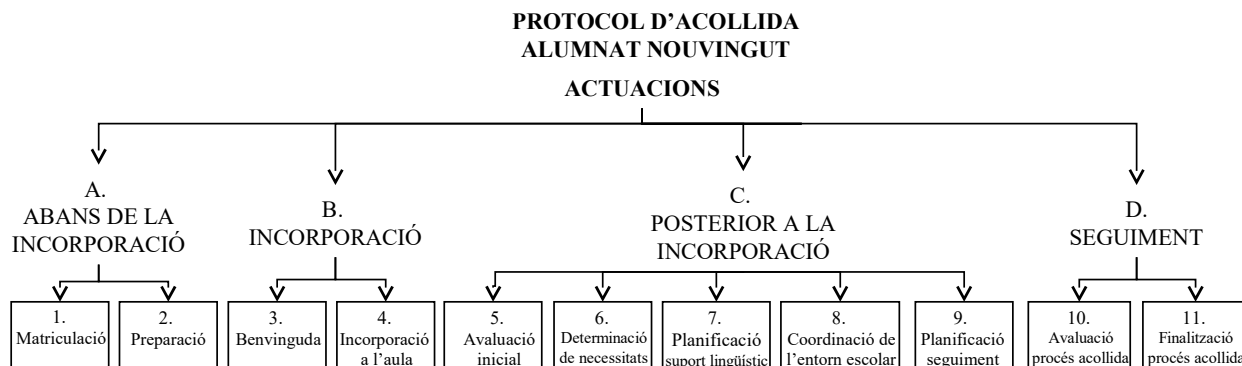 PROTOCOL D’ACOLLIDA
ALUMNAT NOUVINGUT
ACTUACIONS
A.
ABANS DE LA
INCORPORACIÓ
B.
INCORPORACIÓ
C.
POSTERIOR A LA
INCORPORACIÓ
D.
SEGUIMENT
1.
Matriculació
2.
Preparació
3.
Benvinguda
4.
Incorporació
a l’aula
5.
Avaluació
inicial
6.
Determinació
de necessitats
7.
Planificació
suport lingüístic
8.
Coordinació de
l’entorn escolar
9.
Planificació
seguiment
10.
Avaluació
procés acollida
11.
Finalització
procés acollida